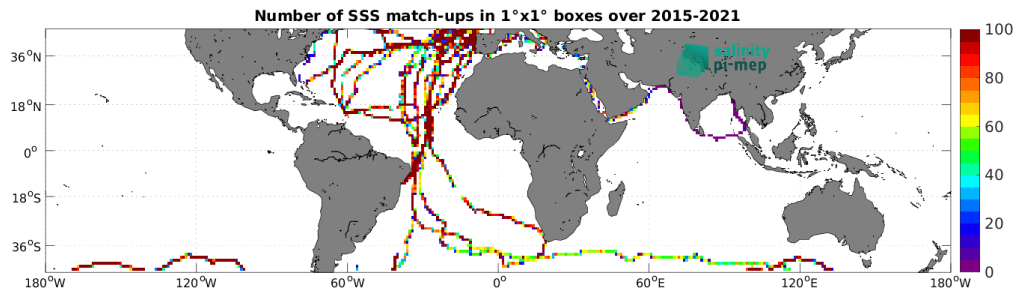 Number of SSS match-ups in 1°x1° boxes over 2015-2021
salinity
pi-mep
36°N
18°N
0°
18°S
36°S
180°W 120°W 60°W 0° 60°E 120°E 180°W
100
80
60
40
20
0